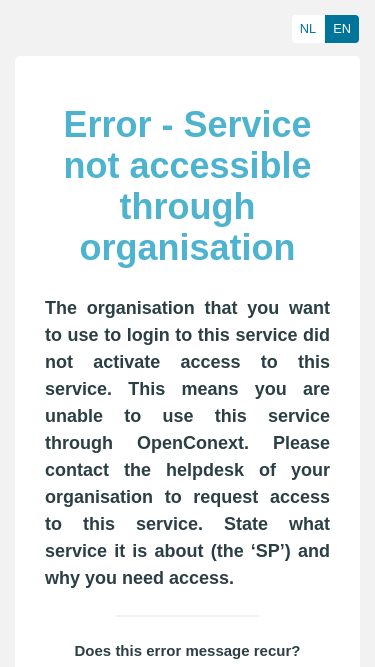 NL EN
Error - Service
not accessible
through
organisation
The organisation that you want
to use to login to this service did
not activate access to this
service. This means you are
unable to use this service
through OpenConext. Please
contact the helpdesk of your
organisation to request access
to this service. State what
service it is about (the ‘SP’) and
why you need access.
Does this error message recur?